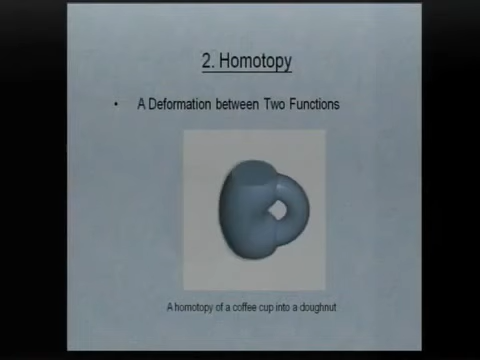 2. Homotopy
• A Deformation between Two Functions
A homotopy of a coffee cup into a doughnut